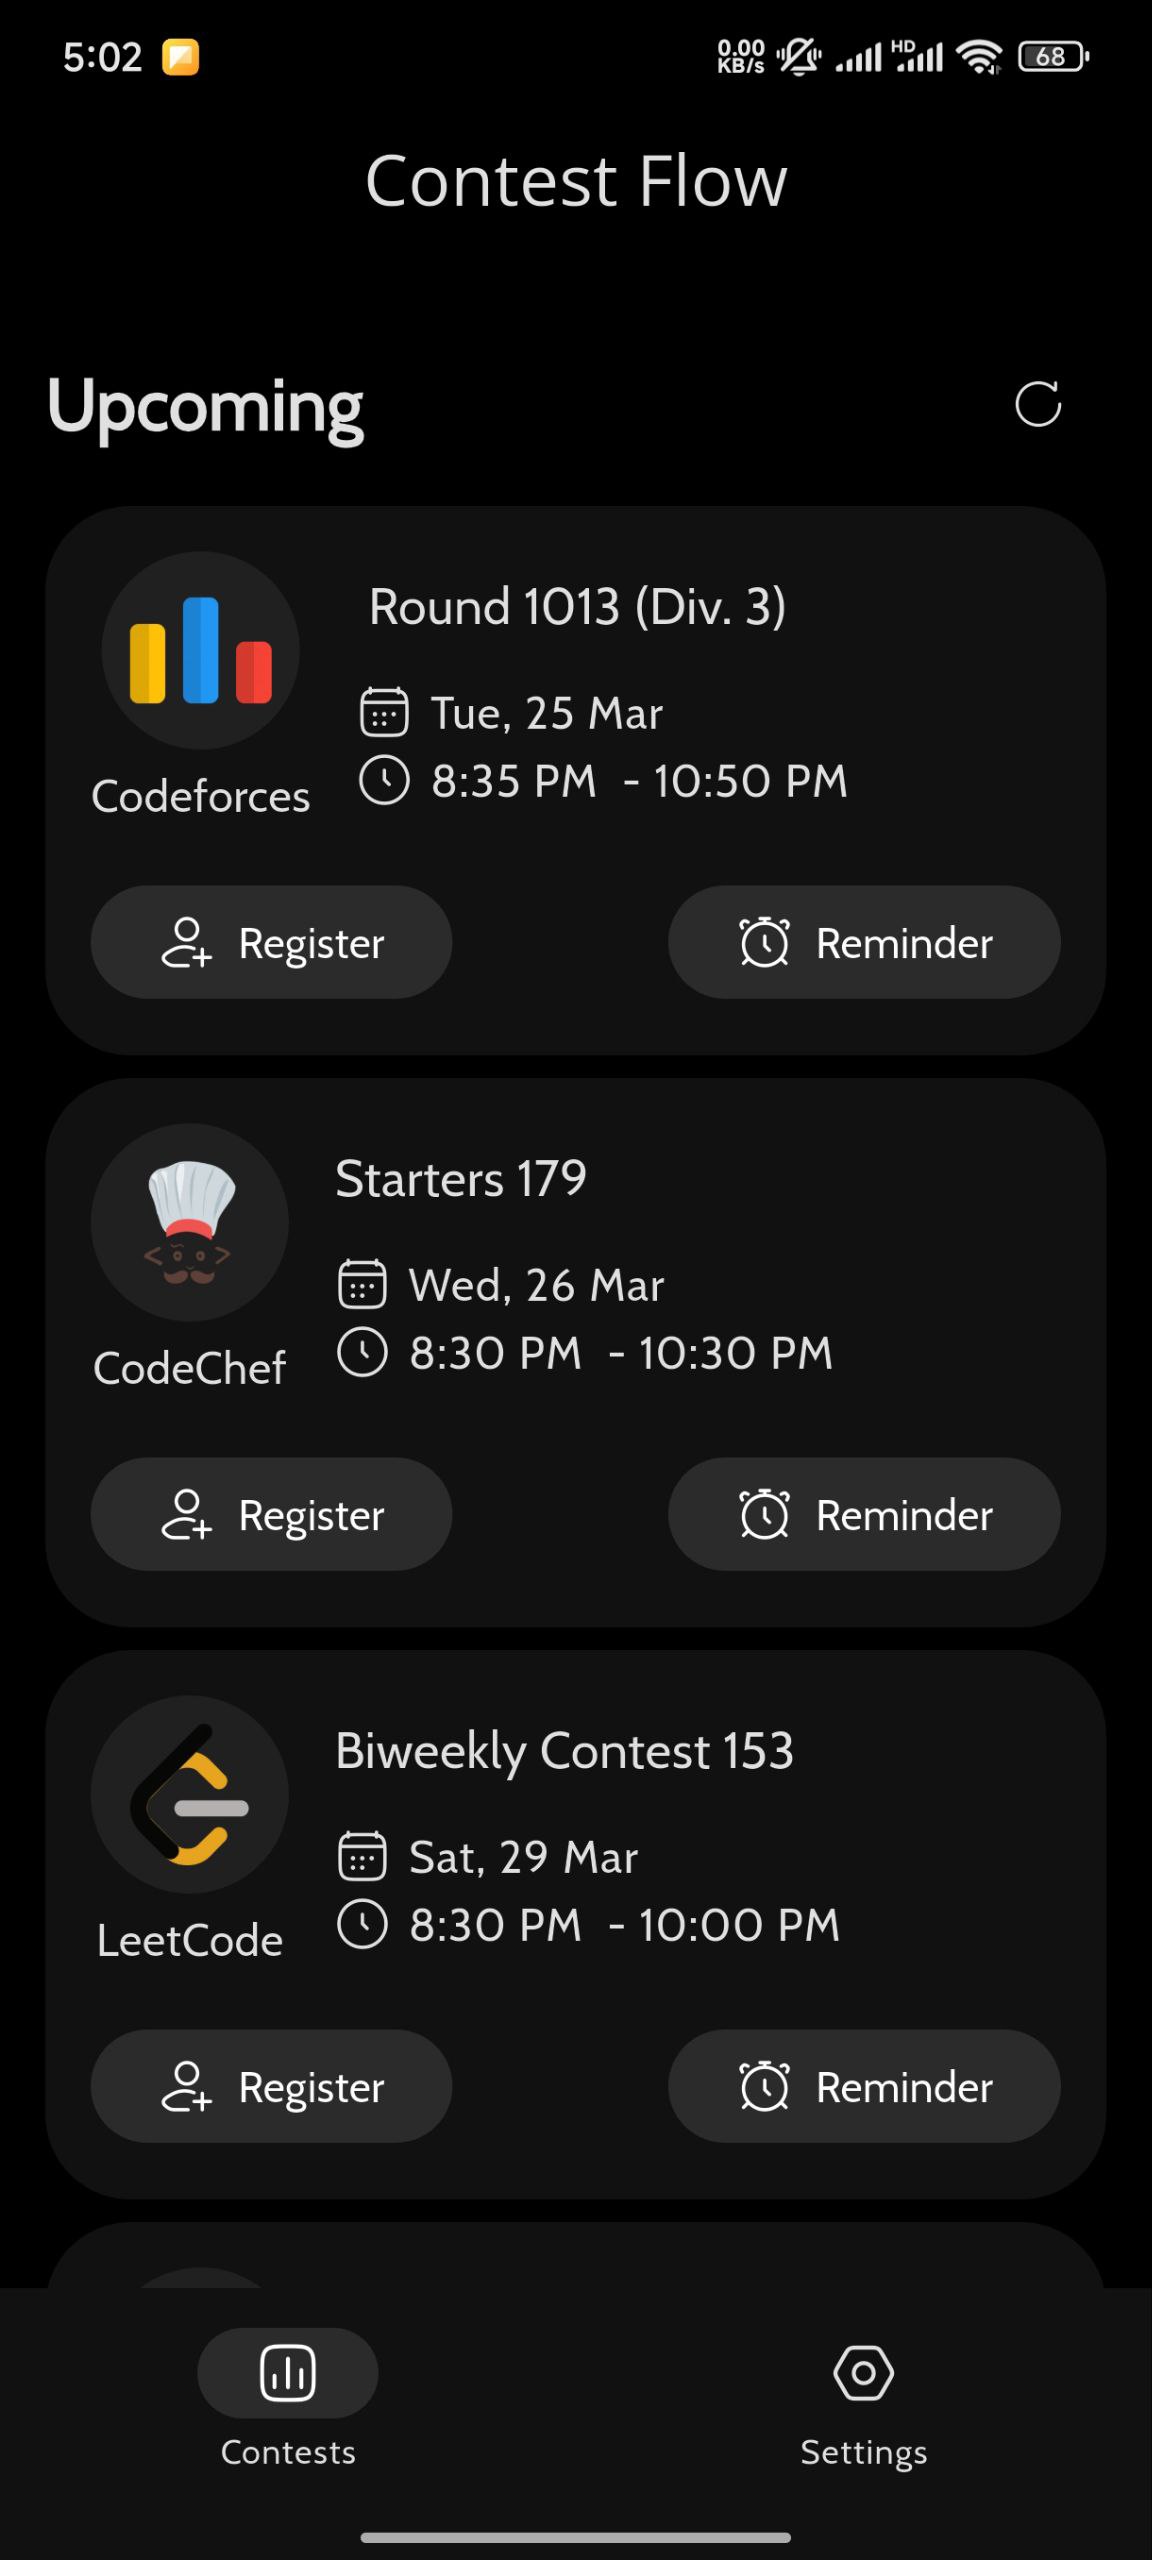 5:02
0.00
KB/s
HD
68
Contest Flow
Upcoming
Round 1013 (Div. 3)
Tue, 25 Mar
8:35 PM - 10:50 PM
Codeforces
Register
Reminder
Starters 179
Wed, 26 Mar
8:30 PM - 10:30 PM
CodeChef
Register
Reminder
Biweekly Contest 153
Sat, 29 Mar
8:30 PM - 10:00 PM
LeetCode
Register
Reminder
Contests
Settings